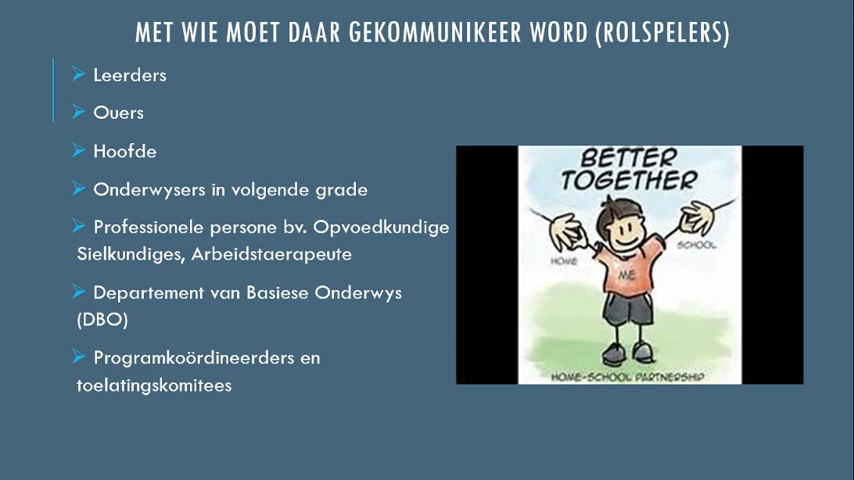 MET WIE MOET DAAR GEKOMMUNIKEER WORD (ROLSPELERS)
Leerders
Ouers
Hoofde
Onderwysers in volgende grade
Professionele persone bv. Opvoedkundige
Sielkundiges, Arbeidstaerapeute
Departement van Basiese Onderwys
(DBO)
Programkoördineerders en
toelatingskomitees
BETTER
TOGETHER
HOME
SCHOOL
ME
HOME-SCHOOL PARTNERSHIP